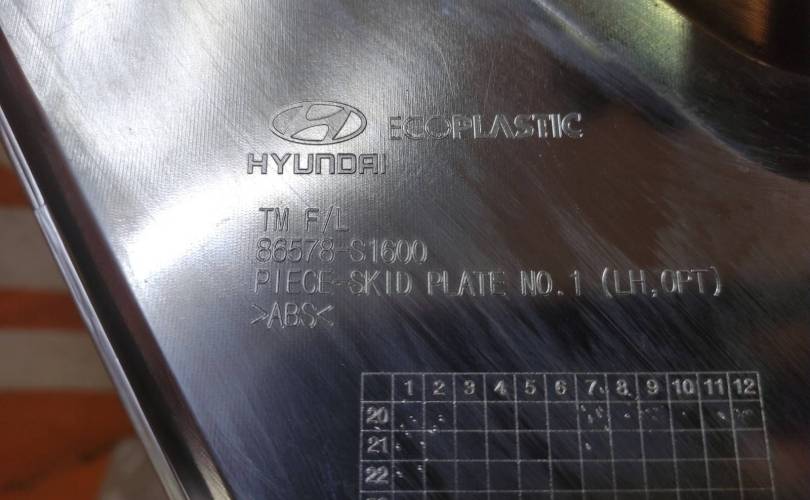 ECOPLASTIC
HYUNDAI
TM F/L
86578-S1600
PIECE-SKID PLATE NO.1 (LH,OPT)
>ABS<
1 2 3 4 5 6 7 8 9 10 11 12
20
21
22